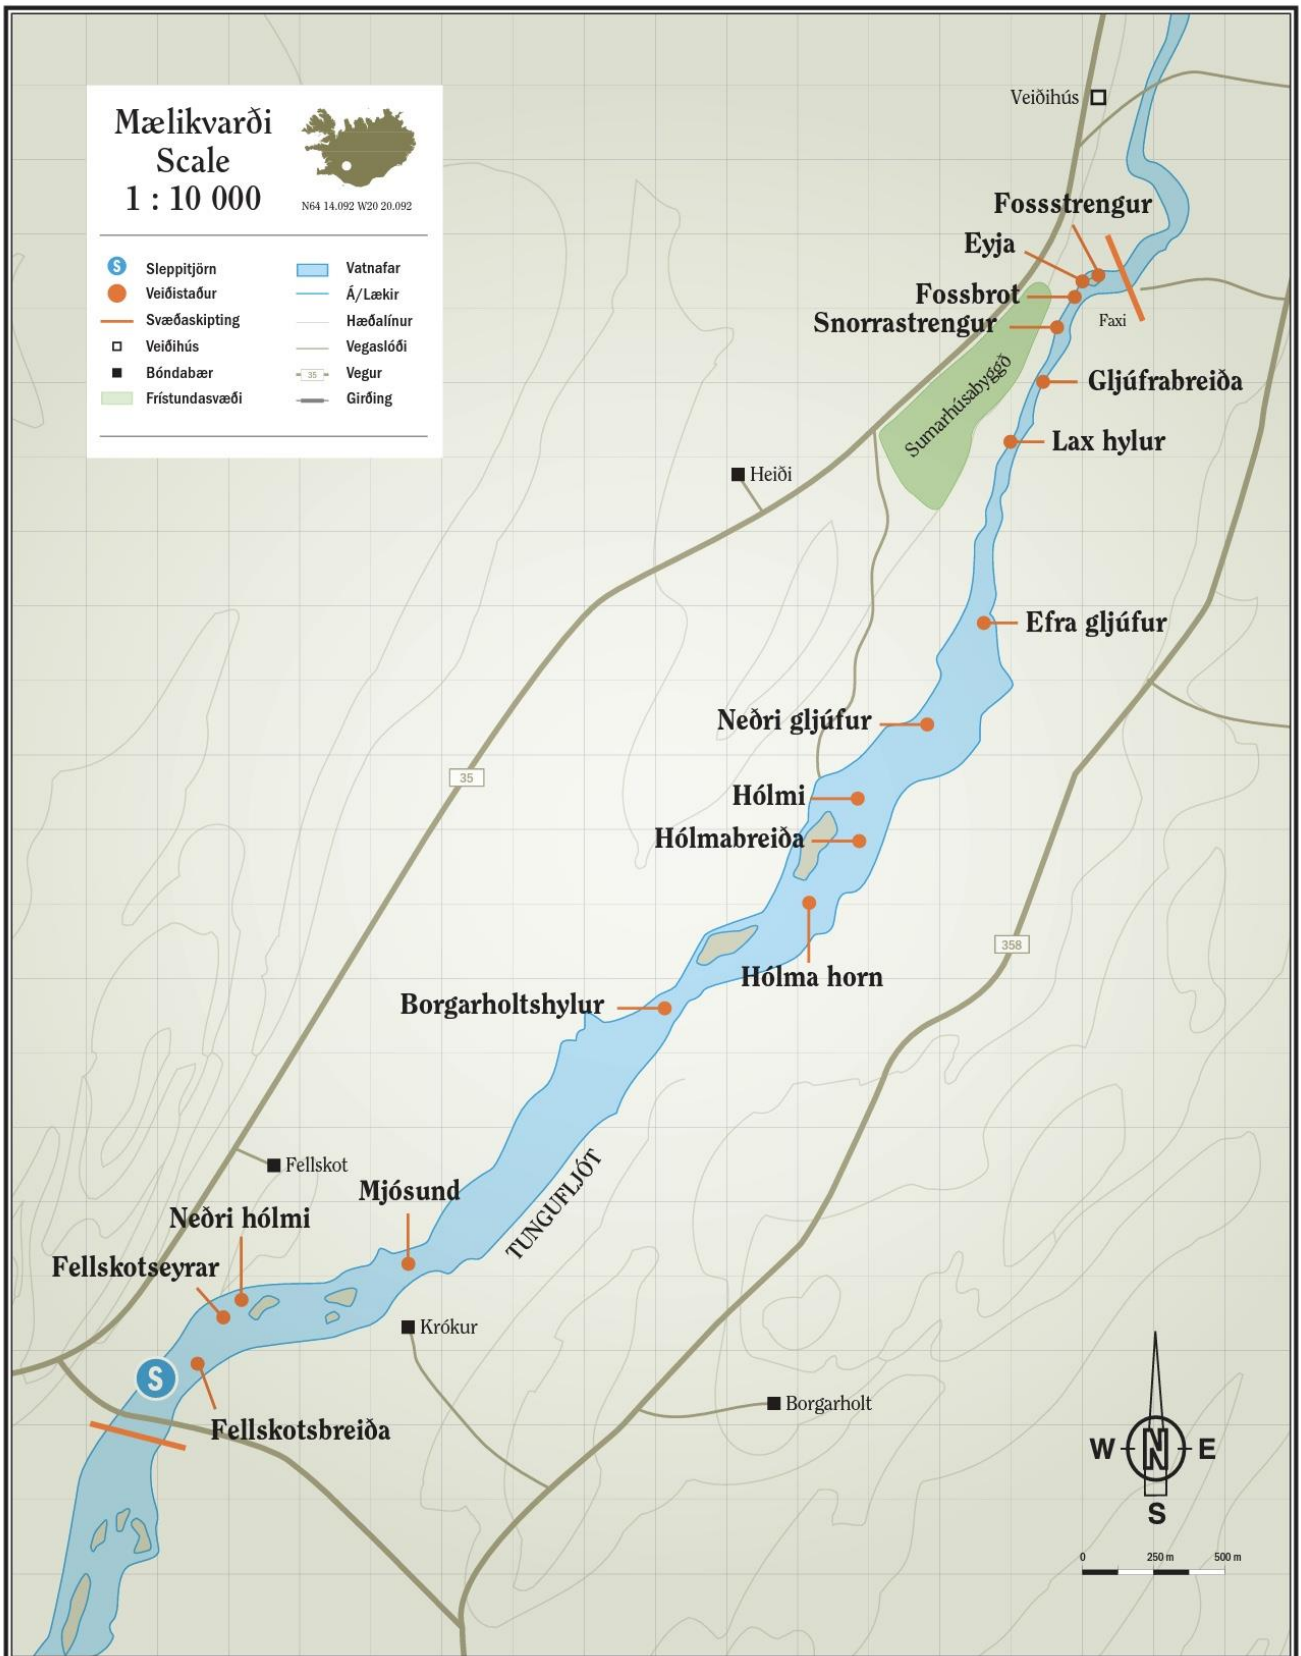 Mælikvarði
Scale
1 : 10 000
N64 14.092 W20 20.092
S Sleppitjörn
Veiðistaður
Svæðaskipting
Veiðihús
Bóndabær
Frístundasvæði
Vatnafar
Á/Lækir
Hæðalínur
Vegaslóði
35 Vegur
Girðing
Veiðihús
Fossstrengur
Eyja
Fossbrot
Snorrastrengur
Faxi
Sumarhúsabyggð
Gljúfrabreiða
Lax hylur
Heiði
Efra gljúfur
Neðri gljúfur
35
Hólmi
Hólmabreiða
358
Hólma horn
Borgarholtshylur
TUNGUFLJÓT
Fellskot
Mjósund
Neðri hólmi
Fellskotseyrar
Krókur
S
Borgarholt
Fellskotsbreiða
N
W E
S
0 250 m 500 m